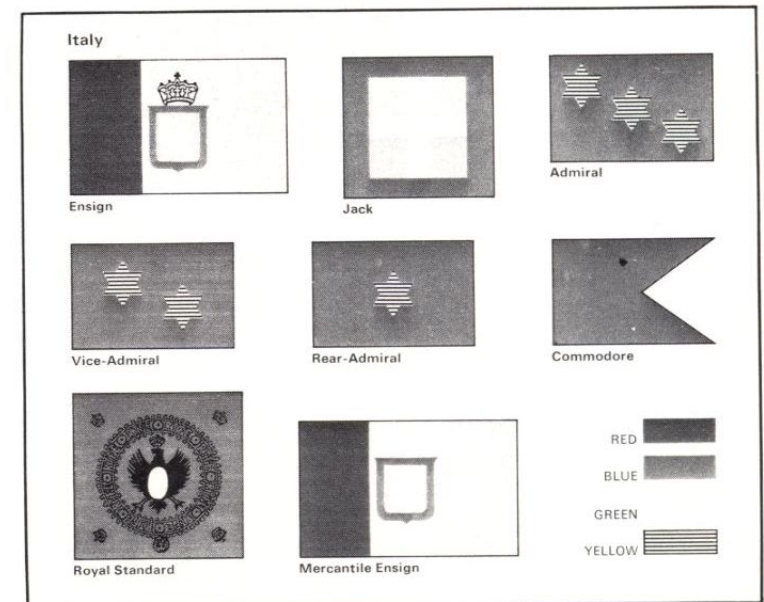 Italy
Ensign
Jack
Admiral
Vice-Admiral
Rear-Admiral
Commodore
Royal Standard
Mercantile Ensign
RED
BLUE
GREEN
YELLOW